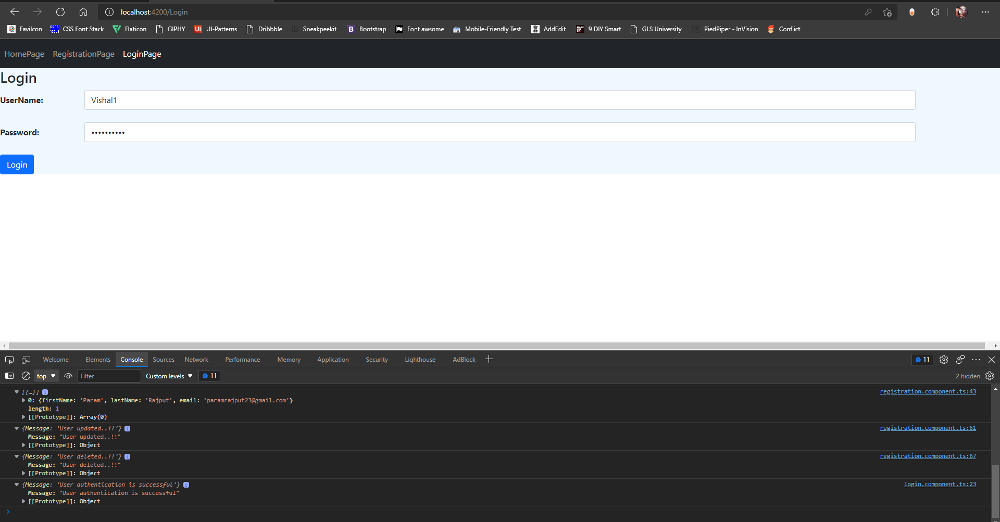 localhost:4200/Login
FaviIcon CSS Font Stack Flaticon GIPHY UI UI-Patterns Dribbble Sneakpeekit B Bootstrap Font awsome Mobile-Friendly Test AddEdit 9 DIY Smart GLS University PiedPiper - InVision Conflict
HomePage RegistrationPage LoginPage
Login
UserName: Vishal1
Password: ••••••••••
Login
Welcome Elements Console Sources Network Performance Memory Application Security Lighthouse AdBlock 11
top Filter Custom levels 11 2 hidden
[{…}] registration.component.ts:43
0: {firstName: 'Param', lastName: 'Rajput', email: 'paramrajput23@gmail.com'}
length: 1
[[Prototype]]: Array(0)
{Message: 'User updated..!!'} registration.component.ts:61
Message: "User updated..!!"
[[Prototype]]: Object
{Message: 'User deleted..!!'} registration.component.ts:67
Message: "User deleted..!!"
[[Prototype]]: Object
{Message: 'User authentication is successful'} login.component.ts:23
Message: "User authentication is successful"
[[Prototype]]: Object